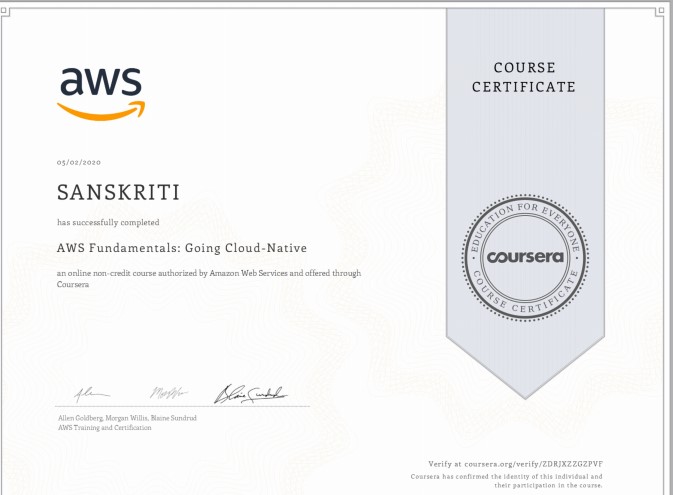 aws
COURSE
CERTIFICATE
05/02/2020
SANSKRITI
has successfully completed
AWS Fundamentals: Going Cloud-Native
an online non-credit course authorized by Amazon Web Services and offered through
Coursera
EDUCATION FOR EVERYONE
coursera
COURSE CERTIFICATE
Allen Goldberg, Morgan Willis, Blaine Sundrud
AWS Training and Certification
Verify at coursera.org/verify/ZDRJXZZGZPVF
Coursera has confirmed the identity of this individual and
their participation in the course.